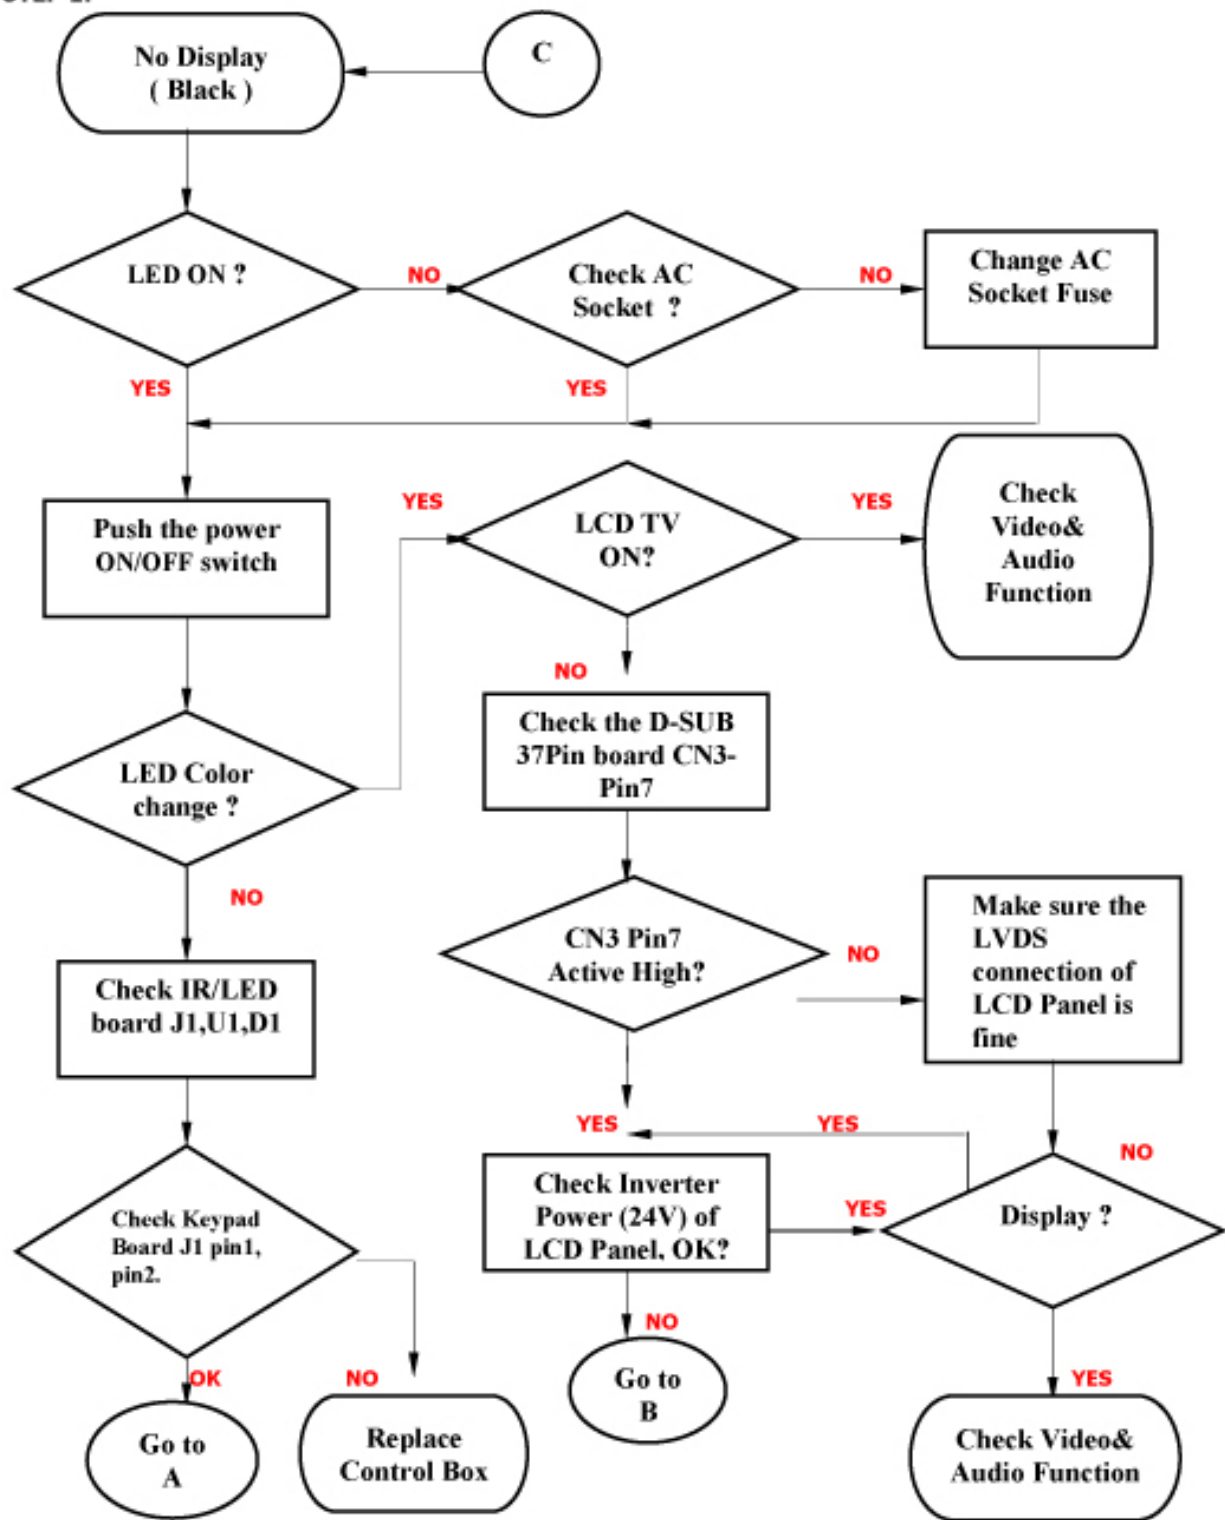 No Display
( Black )
C
LED ON ?
NO
Check AC
Socket ?
NO
Change AC
Socket Fuse
YES
YES
Push the power
ON/OFF switch
YES
LCD TV
ON?
YES
Check
Video&
Audio
Function
NO
Check the D-SUB
37Pin board CN3-
Pin7
LED Color
change ?
NO
CN3 Pin7
Active High?
NO
Make sure the
LVDS
connection of
LCD Panel is
fine
Check IR/LED
board J1,U1,D1
YES
YES
NO
Check Inverter
Power (24V) of
LCD Panel, OK?
YES
Display ?
Check Keypad
Board J1 pin1,
pin2.
NO
OK
NO
YES
Go to
A
Replace
Control Box
Go to
B
Check Video&
Audio Function